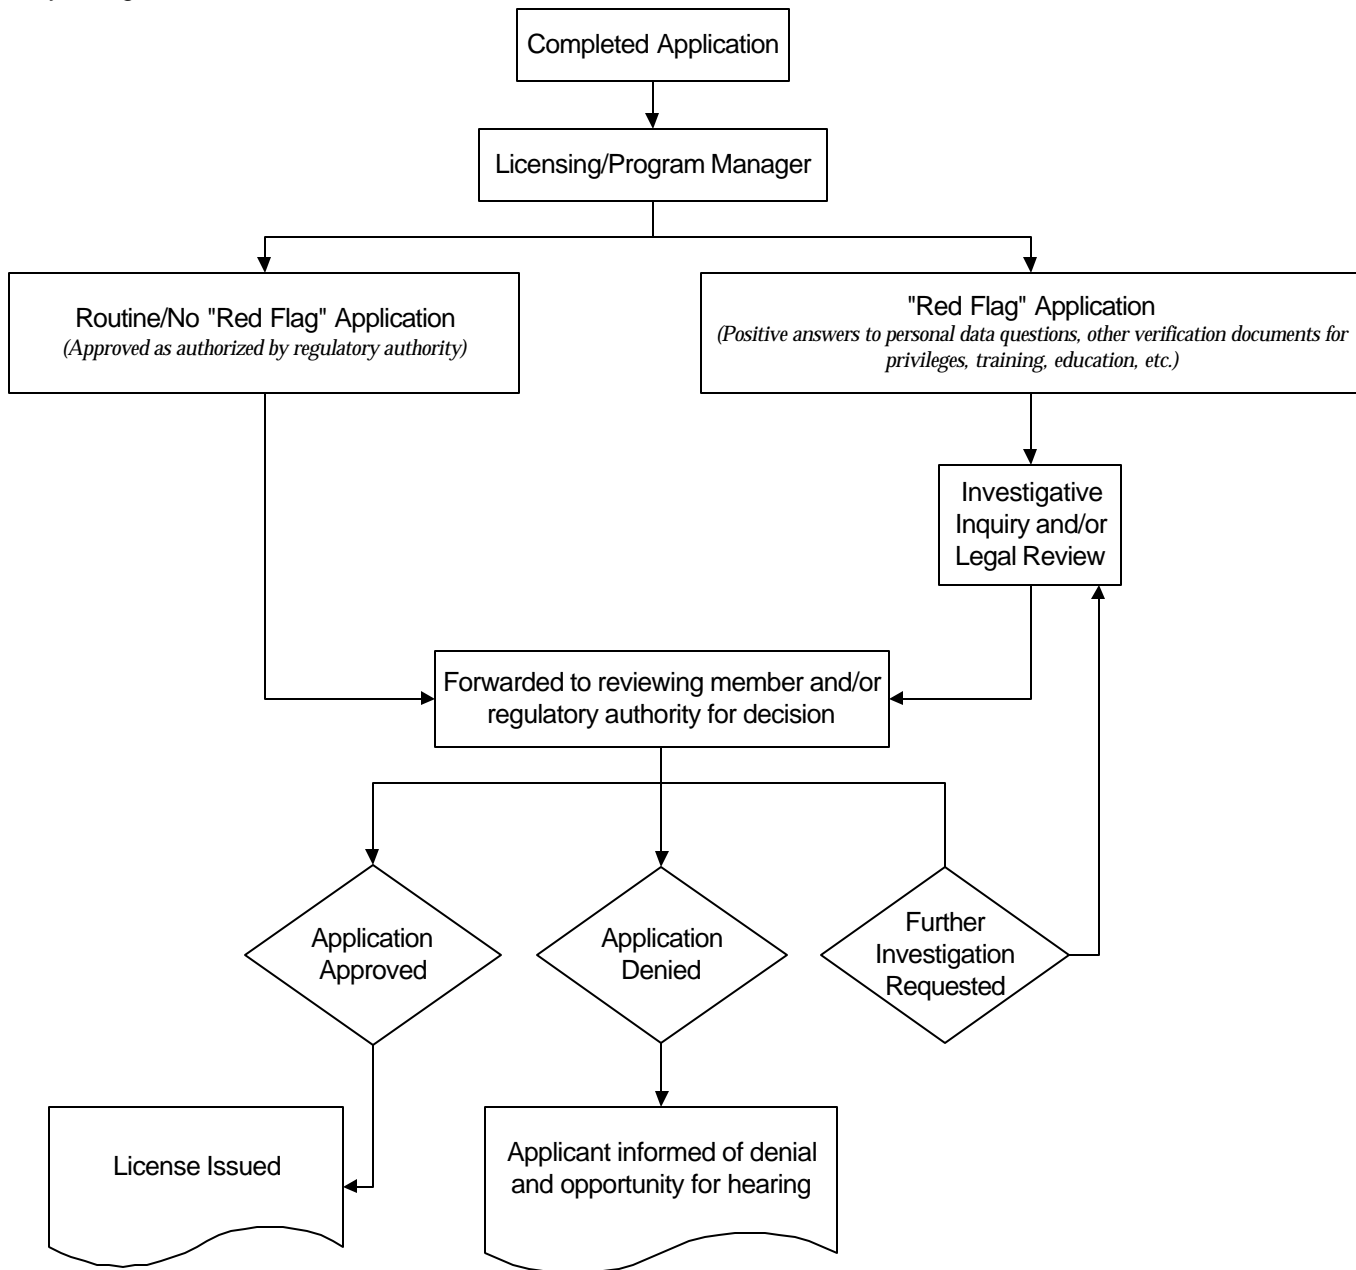 Completed Application
Licensing/Program Manager
Routine/No "Red Flag" Application
(Approved as authorized by regulatory authority)
"Red Flag" Application
(Positive answers to personal data questions, other verification documents for
privileges, training, education, etc.)
Investigative
Inquiry and/or
Legal Review
Forwarded to reviewing member and/or
regulatory authority for decision
Application
Approved
Application
Denied
Further
Investigation
Requested
License Issued
Applicant informed of denial
and opportunity for hearing